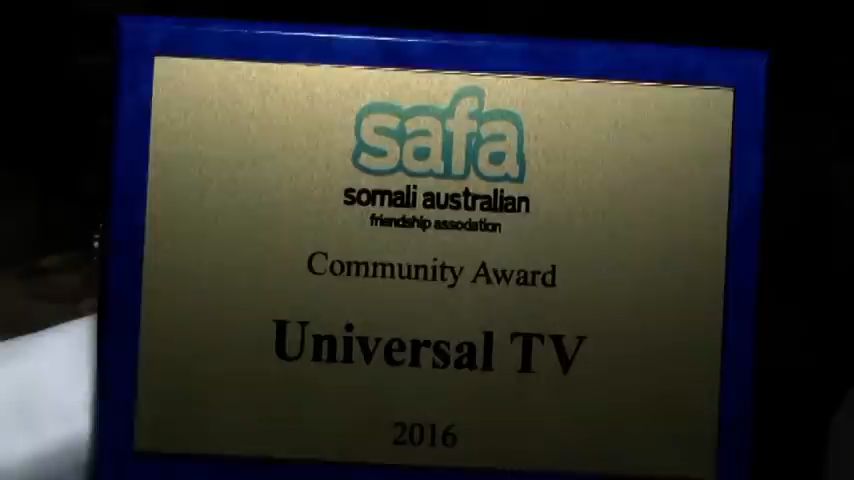 safa
somali australian
friendship association
Community Award
Universal TV
2016